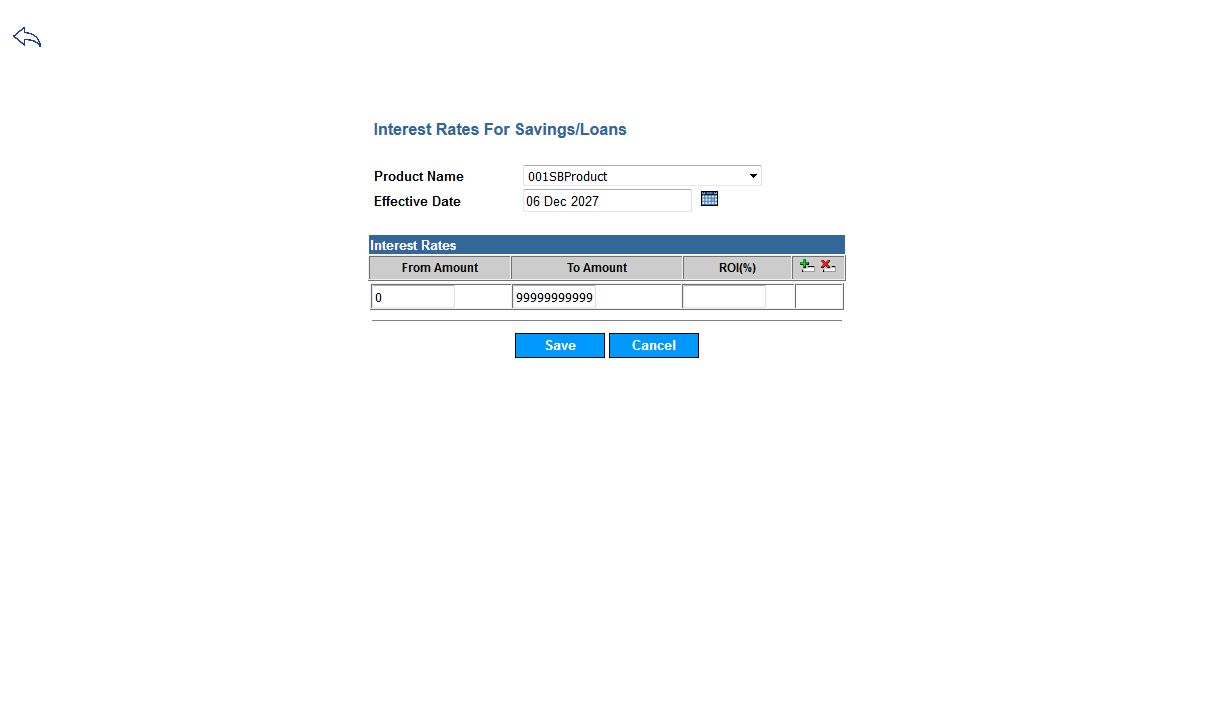 Interest Rates For Savings/Loans
Product Name 001SBProduct
Effective Date 06 Dec 2027
Interest Rates
From Amount To Amount ROI(%)
0 99999999999
Save Cancel